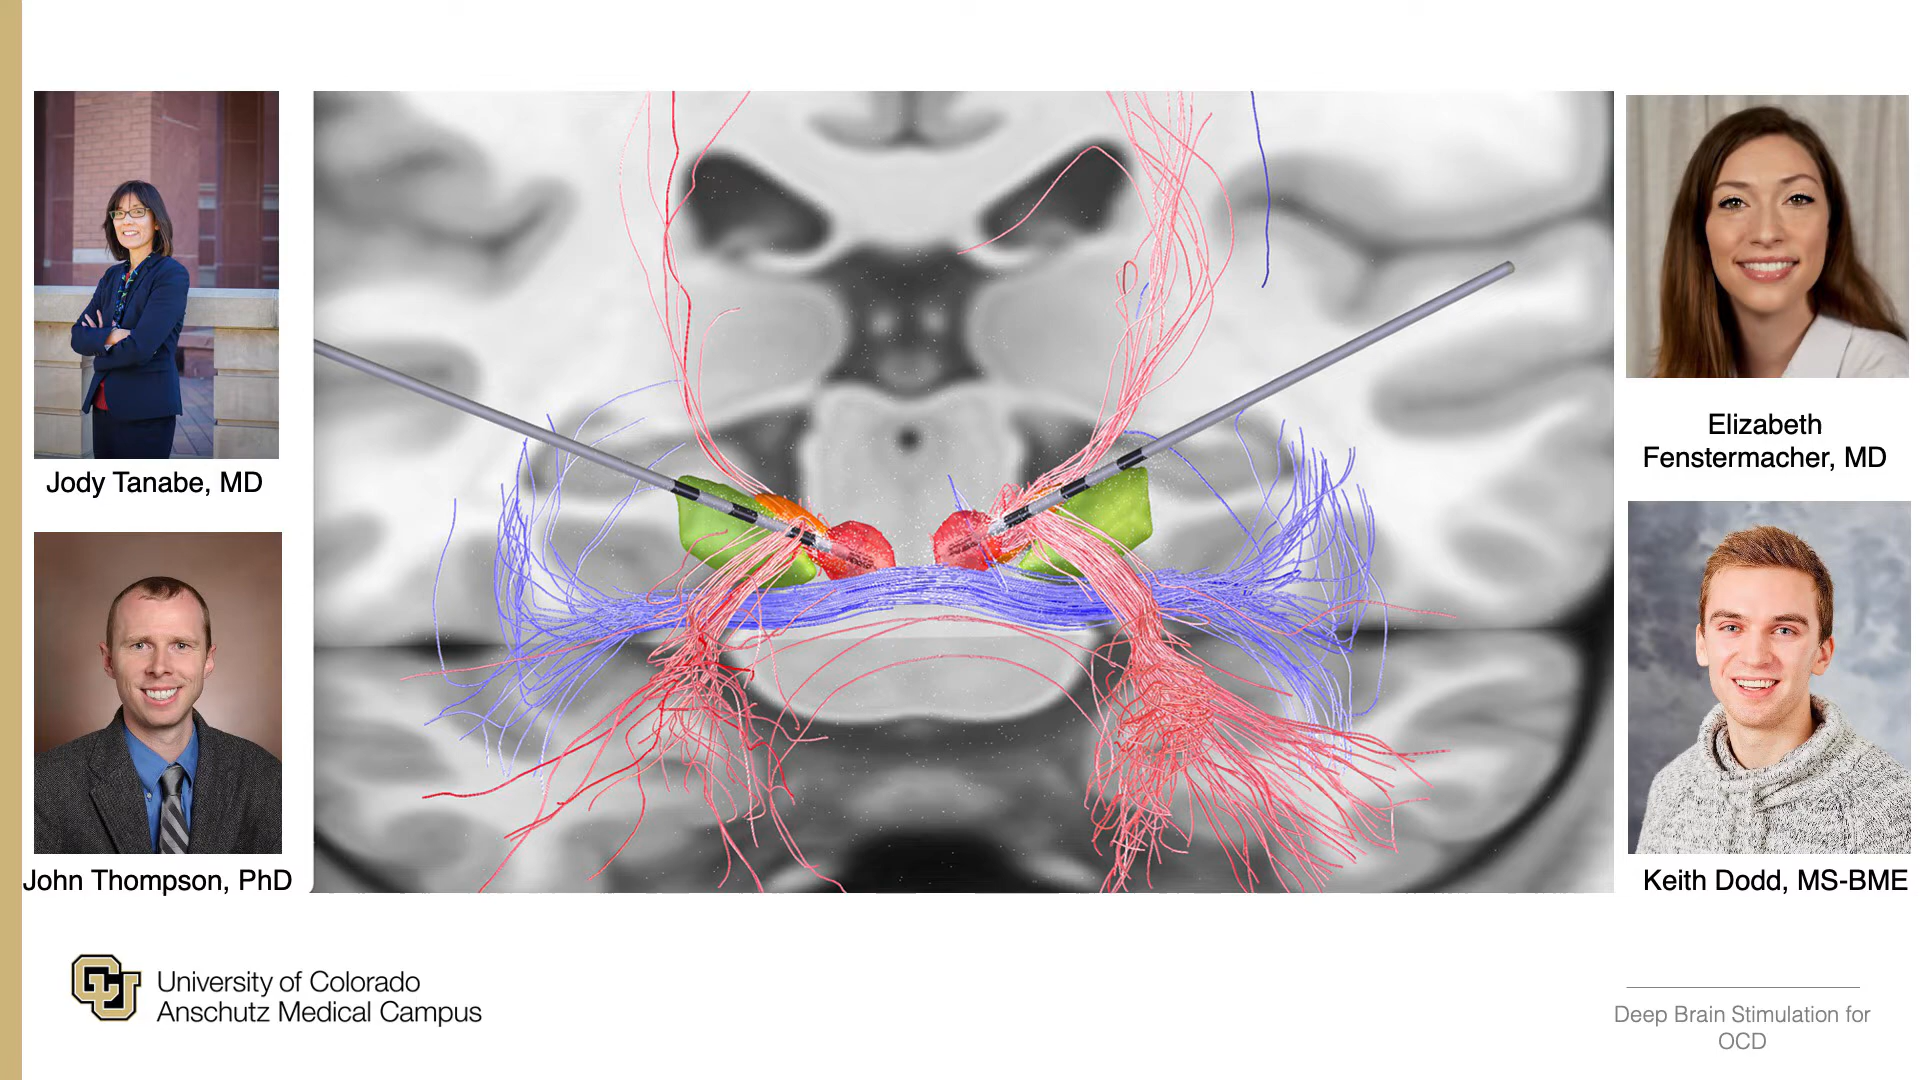 Jody Tanabe, MD
John Thompson, PhD
Elizabeth
Fenstermacher, MD
Keith Dodd, MS-BME
University of Colorado
Anschutz Medical Campus
Deep Brain Stimulation for
OCD